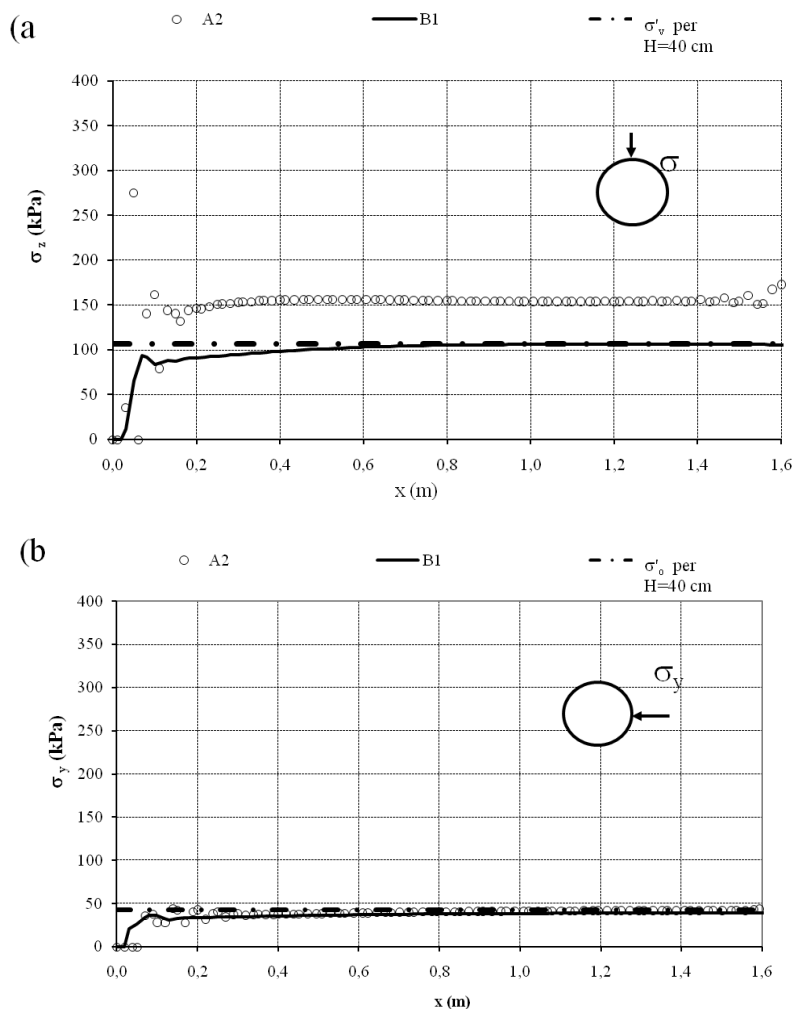 (a
A2 B1 σ'v per
H=40 cm
400
350
300
250
200
150
100
50
0
σz (kPa)
σ
0,0 0,2 0,4 0,6 0,8 1,0 1,2 1,4 1,6
x (m)
(b
A2 B1 σ'o per
H=40 cm
400
350
300
250
200
150
100
50
0
σy (kPa)
σy
0,0 0,2 0,4 0,6 0,8 1,0 1,2 1,4 1,6
x (m)